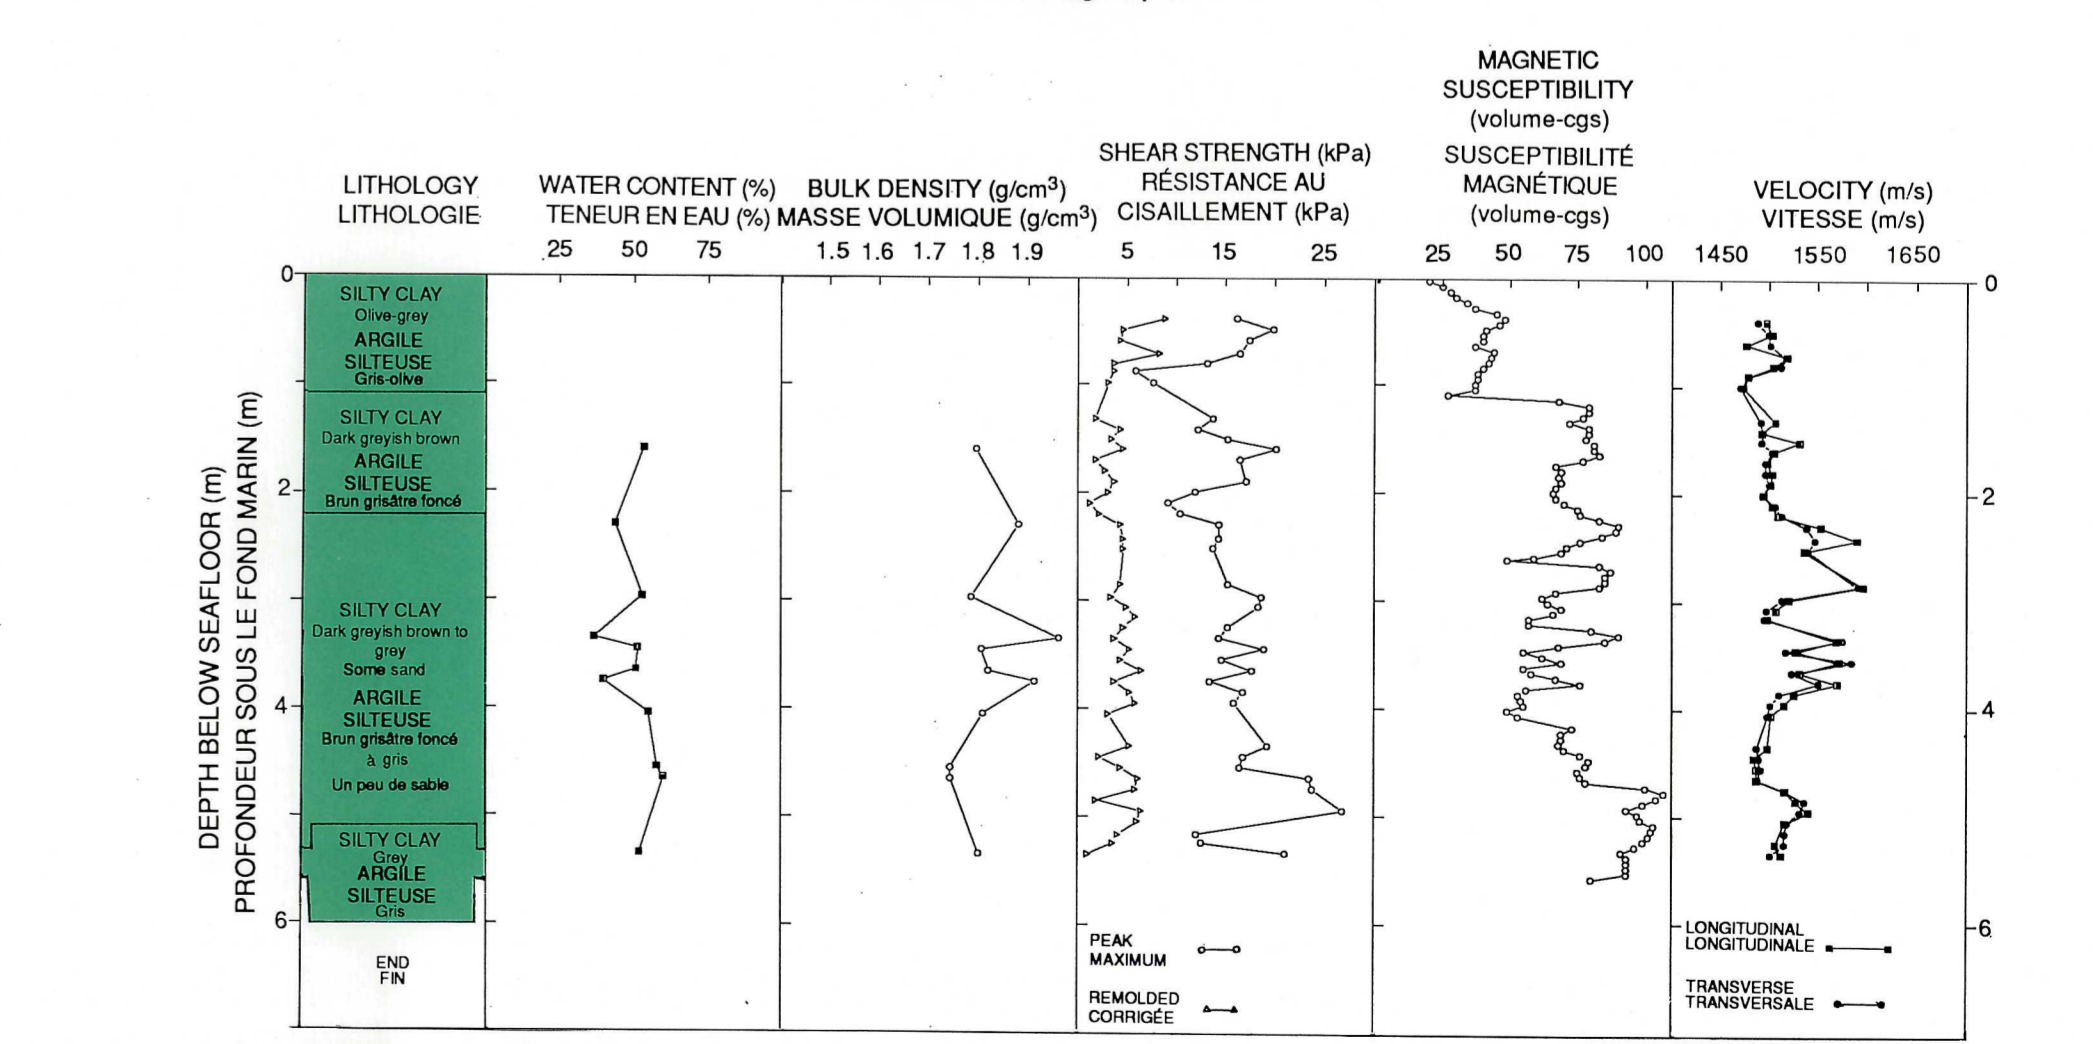 MAGNETIC
SUSCEPTIBILITY
(volume-cgs)
SUSCEPTIBILITÉ
MAGNÉTIQUE
(volume-cgs)
SHEAR STRENGTH (kPa)
RÉSISTANCE AU
CISAILLEMENT (kPa)
LITHOLOGY
LITHOLOGIE
WATER CONTENT (%)
TENEUR EN EAU (%)
BULK DENSITY (g/cm³)
MASSE VOLUMIQUE (g/cm³)
VELOCITY (m/s)
VITESSE (m/s)
25 50 75
1.5 1.6 1.7 1.8 1.9
5 15 25
25 50 75 100
1450 1550 1650
DEPTH BELOW SEAFLOOR (m)
PROFONDEUR SOUS LE FOND MARIN (m)
0
2
4
6
SILTY CLAY
Olive-grey
ARGILE
SILTEUSE
Gris-olive
SILTY CLAY
Dark greyish brown
ARGILE
SILTEUSE
Brun grisâtre foncé
SILTY CLAY
Dark greyish brown to
grey
Some sand
ARGILE
SILTEUSE
Brun grisâtre foncé
à gris
Un peu de sable
SILTY CLAY
Grey
ARGILE
SILTEUSE
Gris
END
FIN
PEAK
MAXIMUM
REMOLDED
CORRIGÉE
LONGITUDINAL
LONGITUDINALE
TRANSVERSE
TRANSVERSALE
0
2
4
6